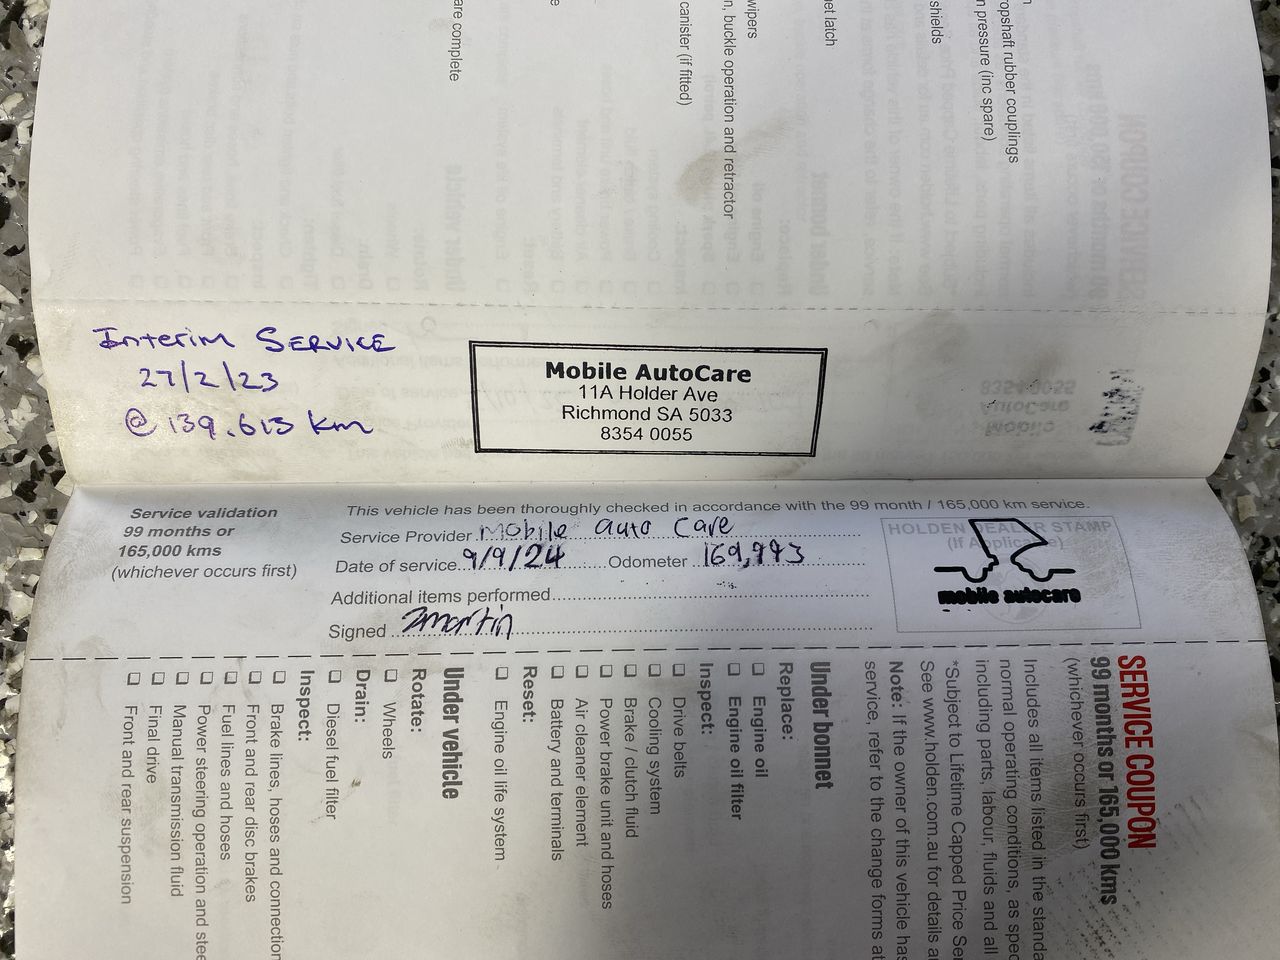 are complete
canister (if fitted)
n, buckle operation and retractor
wipers
et latch
shields
n pressure (inc spare)
ropshaft rubber couplings
Interim SERVICE
27/2/23
@ 139.613 km
Mobile AutoCare
11A Holder Ave
Richmond SA 5033
8354 0055
Service validation
99 months or
165,000 kms
(whichever occurs first)
This vehicle has been thoroughly checked in accordance with the 99 month / 165,000 km service.
Service Provider Mobile Auto Care
Date of service 9/9/24 Odometer 169,993
Additional items performed
Signed
HOLDEN DEALER STAMP
(If Applicable)
mobile autocare
SERVICE COUPON
99 months or 165,000 kms
(whichever occurs first)
Includes all items listed in the standa
normal operating conditions, as spec
including parts, labour, fluids and all
*Subject to Lifetime Capped Price Ser
See www.holden.com.au for details a
Note: If the owner of this vehicle has
service, refer to the change forms at
Under bonnet
Replace:
Engine oil
Engine oil filter
Inspect:
Drive belts
Cooling system
Brake / clutch fluid
Power brake unit and hoses
Air cleaner element
Battery and terminals
Reset:
Engine oil life system
Under vehicle
Rotate:
Wheels
Drain:
Diesel fuel filter
Inspect:
Brake lines, hoses and connection
Front and rear disc brakes
Fuel lines and hoses
Power steering operation and stee
Manual transmission fluid
Final drive
Front and rear suspension